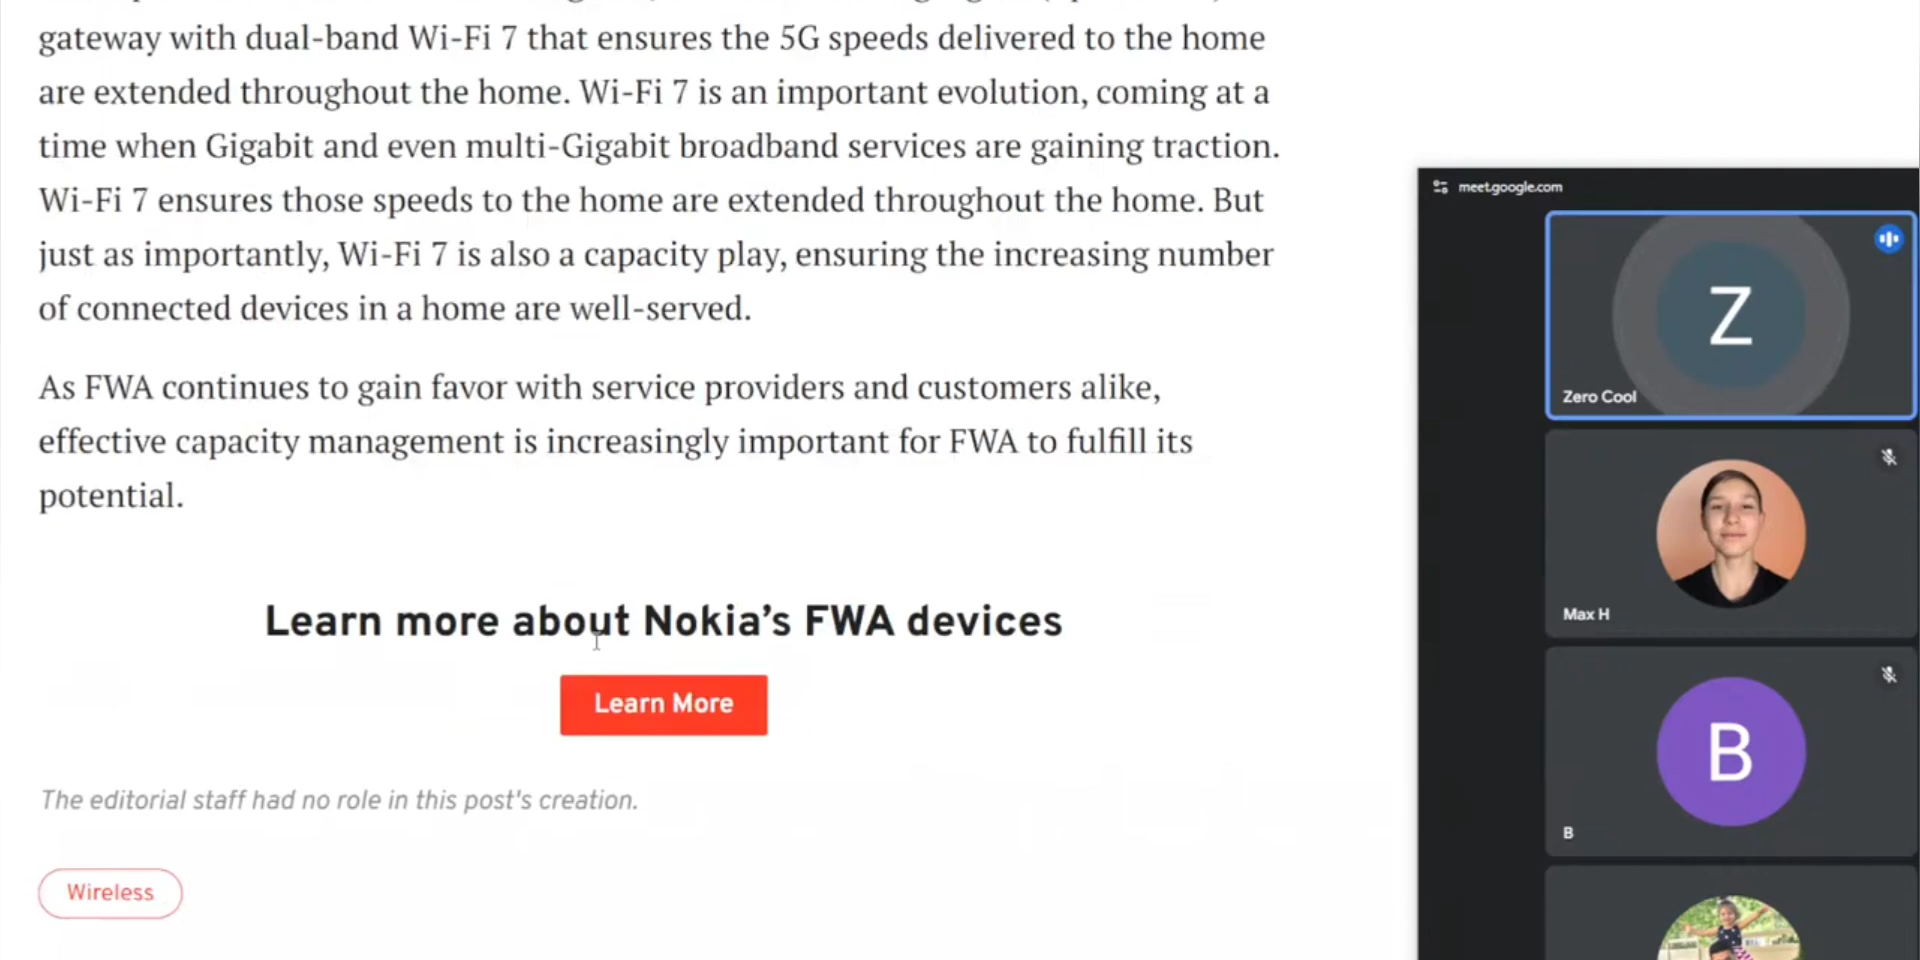 gateway with dual-band Wi-Fi 7 that ensures the 5G speeds delivered to the home
are extended throughout the home. Wi-Fi 7 is an important evolution, coming at a
time when Gigabit and even multi-Gigabit broadband services are gaining traction.
Wi-Fi 7 ensures those speeds to the home are extended throughout the home. But
just as importantly, Wi-Fi 7 is also a capacity play, ensuring the increasing number
of connected devices in a home are well-served.
As FWA continues to gain favor with service providers and customers alike,
effective capacity management is increasingly important for FWA to fulfill its
potential.
Learn more about Nokia’s FWA devices
Learn More
The editorial staff had no role in this post's creation.
Wireless
meet.google.com
Z
Zero Cool
Max H
B
B